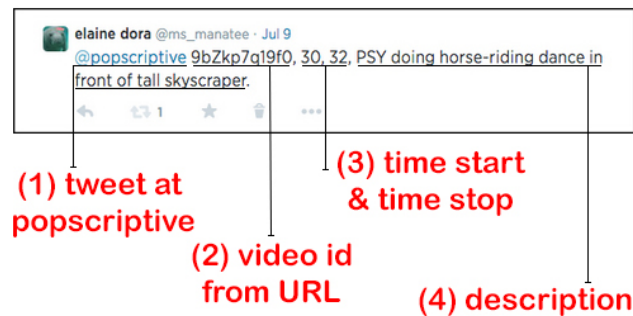 elaine dora @ms_manatee · Jul 9
@popscriptive 9bZkp7q19f0, 30, 32, PSY doing horse-riding dance in
front of tall skyscraper.
1
(1) tweet at
popscriptive
(2) video id
from URL
(3) time start
& time stop
(4) description